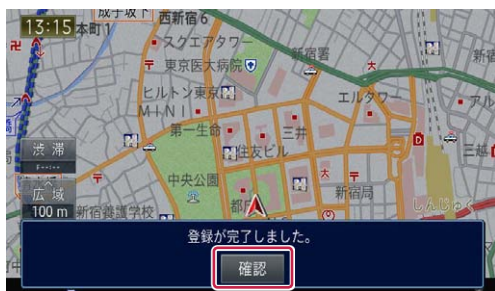 13:15
本町1
成子坂下
西新宿6
スクエアタワー
東京医大病院
新宿署
ヒルトン東京
MINI
エルタワー
第一生命
三井
住友ビル
渋滞
中央公園
三越
広域
100m
新宿養護学校
都庁
新宿局
しんじゅく
登録が完了しました。
確認